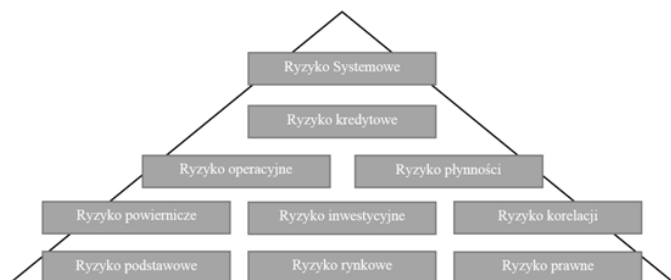 Ryzyko Systemowe
Ryzyko kredytowe
Ryzyko operacyjne
Ryzyko płynności
Ryzyko powiernicze
Ryzyko inwestycyjne
Ryzyko korelacji
Ryzyko podstawowe
Ryzyko rynkowe
Ryzyko prawne